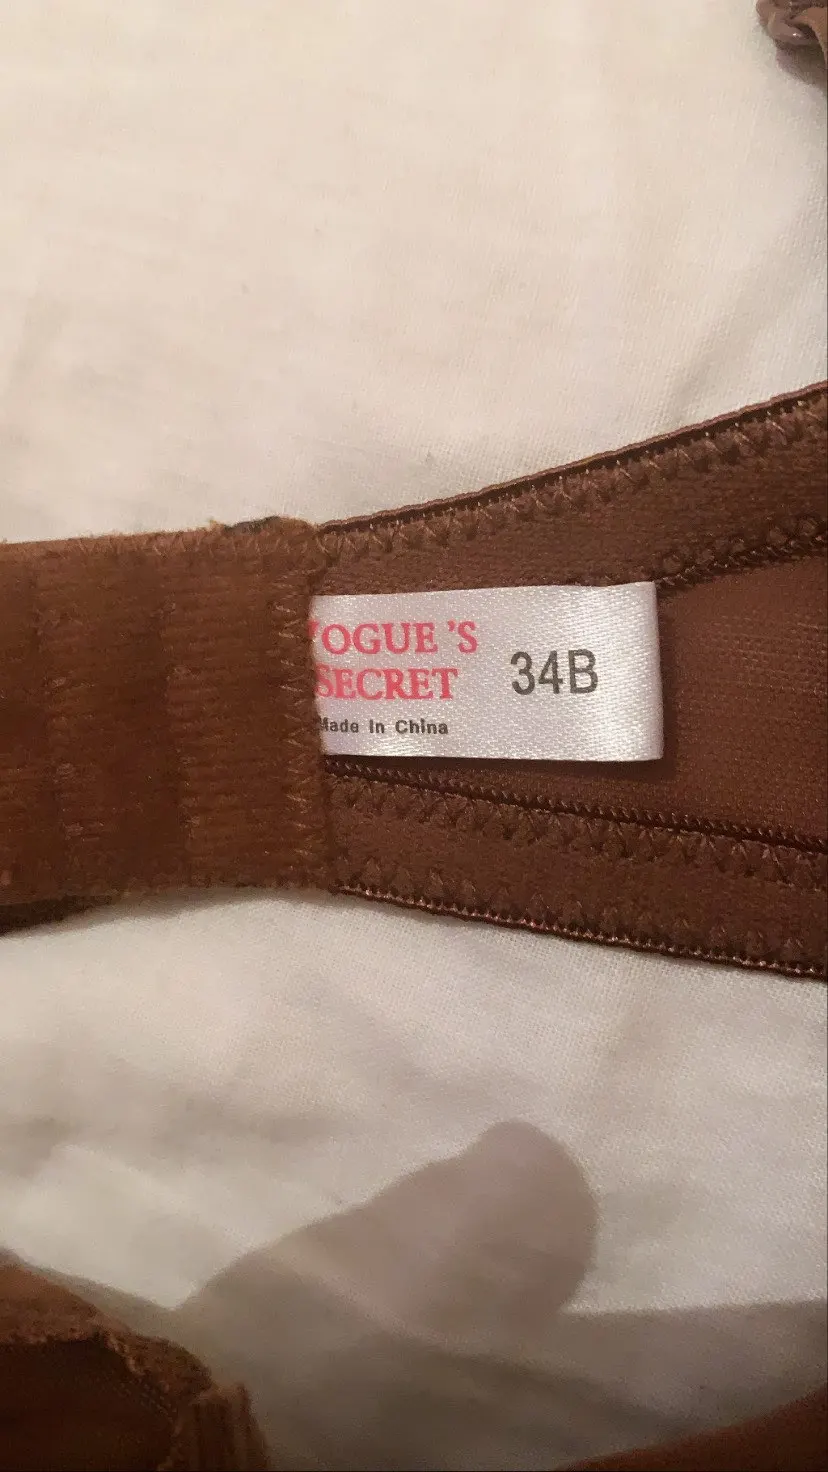 VOGUE 'S
SECRET
34B
Made In China